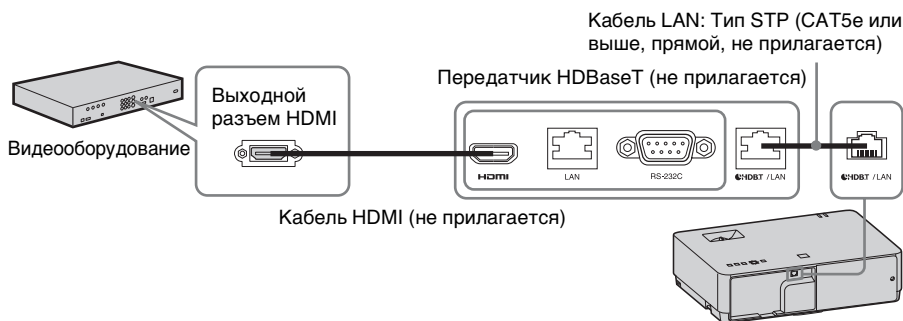 Кабель LAN: Тип STP (CAT5e или
выше, прямой, не прилагается)
Передатчик HDBaseT (не прилагается)
Выходной
разъем HDMI
Видеооборудование
HDMI
LAN
RS-232C
HDBT / LAN
HDBT / LAN
Кабель HDMI (не прилагается)